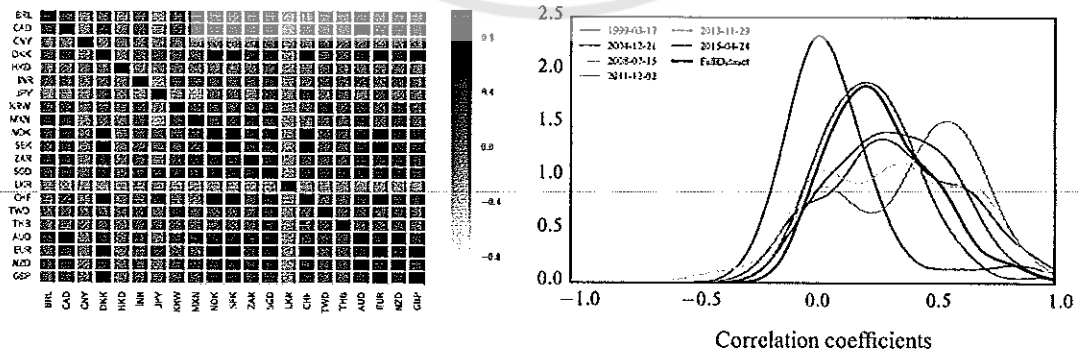 BRL
CAD
CNY
DKK
HKD
INR
JPY
KRW
MXN
NOK
SEK
ZAR
SGD
LKR
CHF
TWD
THB
AUD
EUR
NZD
GBP
BRL CAD CNY DKK HKD INR JPY KRW MXN NOK SEK ZAR SGD LKR CHF TWD THB AUD EUR NZD GBP
0.4
0.0
-0.4
-0.8
2.5
2.0
1.5
1.0
0.5
0.0
1999-03-17 2013-11-29
2004-12-21 2015-04-24
2008-07-15 FullDataset
2011-12-02
-1.0 -0.5 0.0 0.5 1.0
Correlation coefficients